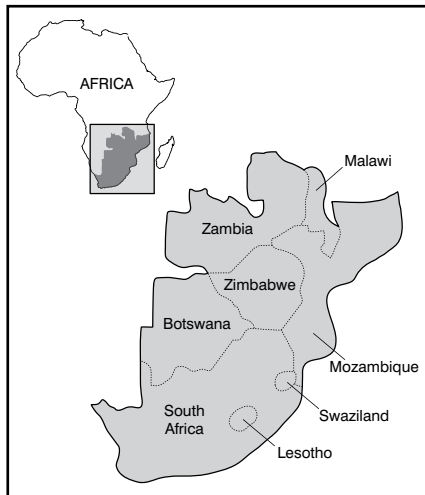 AFRICA
Malawi
Zambia
Zimbabwe
Botswana
Mozambique
South
Africa
Swaziland
Lesotho